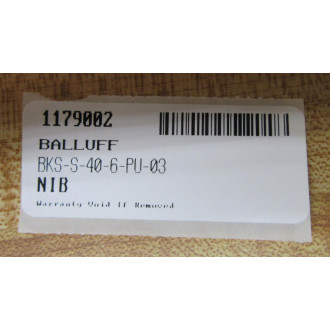 1179002
BALLUFF
BKS-S-40-6-PU-03
NIB
Warranty Void If Removed